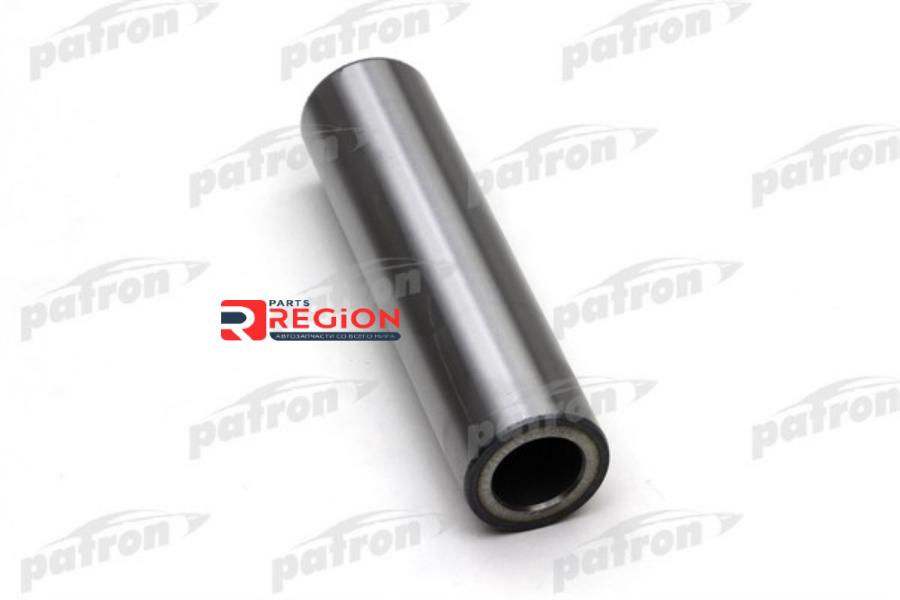 patron
patron
patron
patron
patron
patron
patron
patron
patron
PARTS
REGION
АВТОЗАПЧАСТИ СО ВСЕГО МИРА
patron
patron
patron
patron
patron
patron